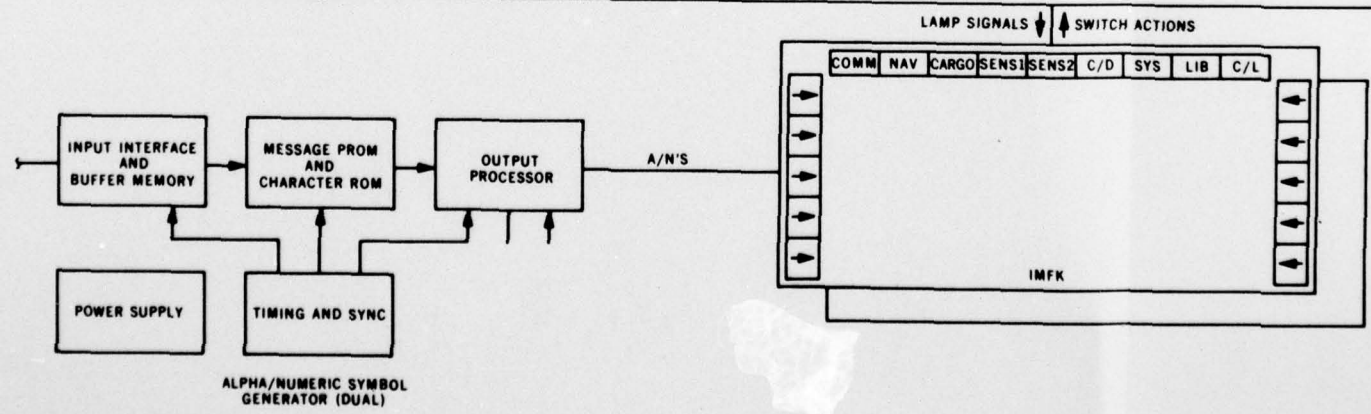 LAMP SIGNALS
SWITCH ACTIONS
COMM NAV CARGO SENS1 SENS2 C/D SYS LIB C/L
INPUT INTERFACE
AND
BUFFER MEMORY
MESSAGE PROM
AND
CHARACTER ROM
OUTPUT
PROCESSOR
A/N'S
IMFK
POWER SUPPLY
TIMING AND SYNC
ALPHA/NUMERIC SYMBOL
GENERATOR (DUAL)